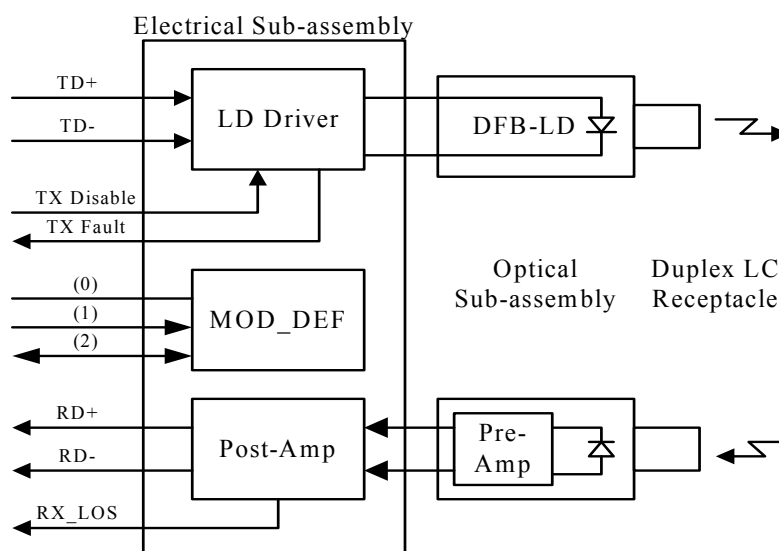 Electrical Sub-assembly
TD+
LD Driver
DFB-LD
TD-
TX Disable
TX Fault
Optical
Sub-assembly
Duplex LC
Receptacle
(0)
(1)
MOD_DEF
(2)
RD+
Post-Amp
Pre-
Amp
RD-
RX_LOS